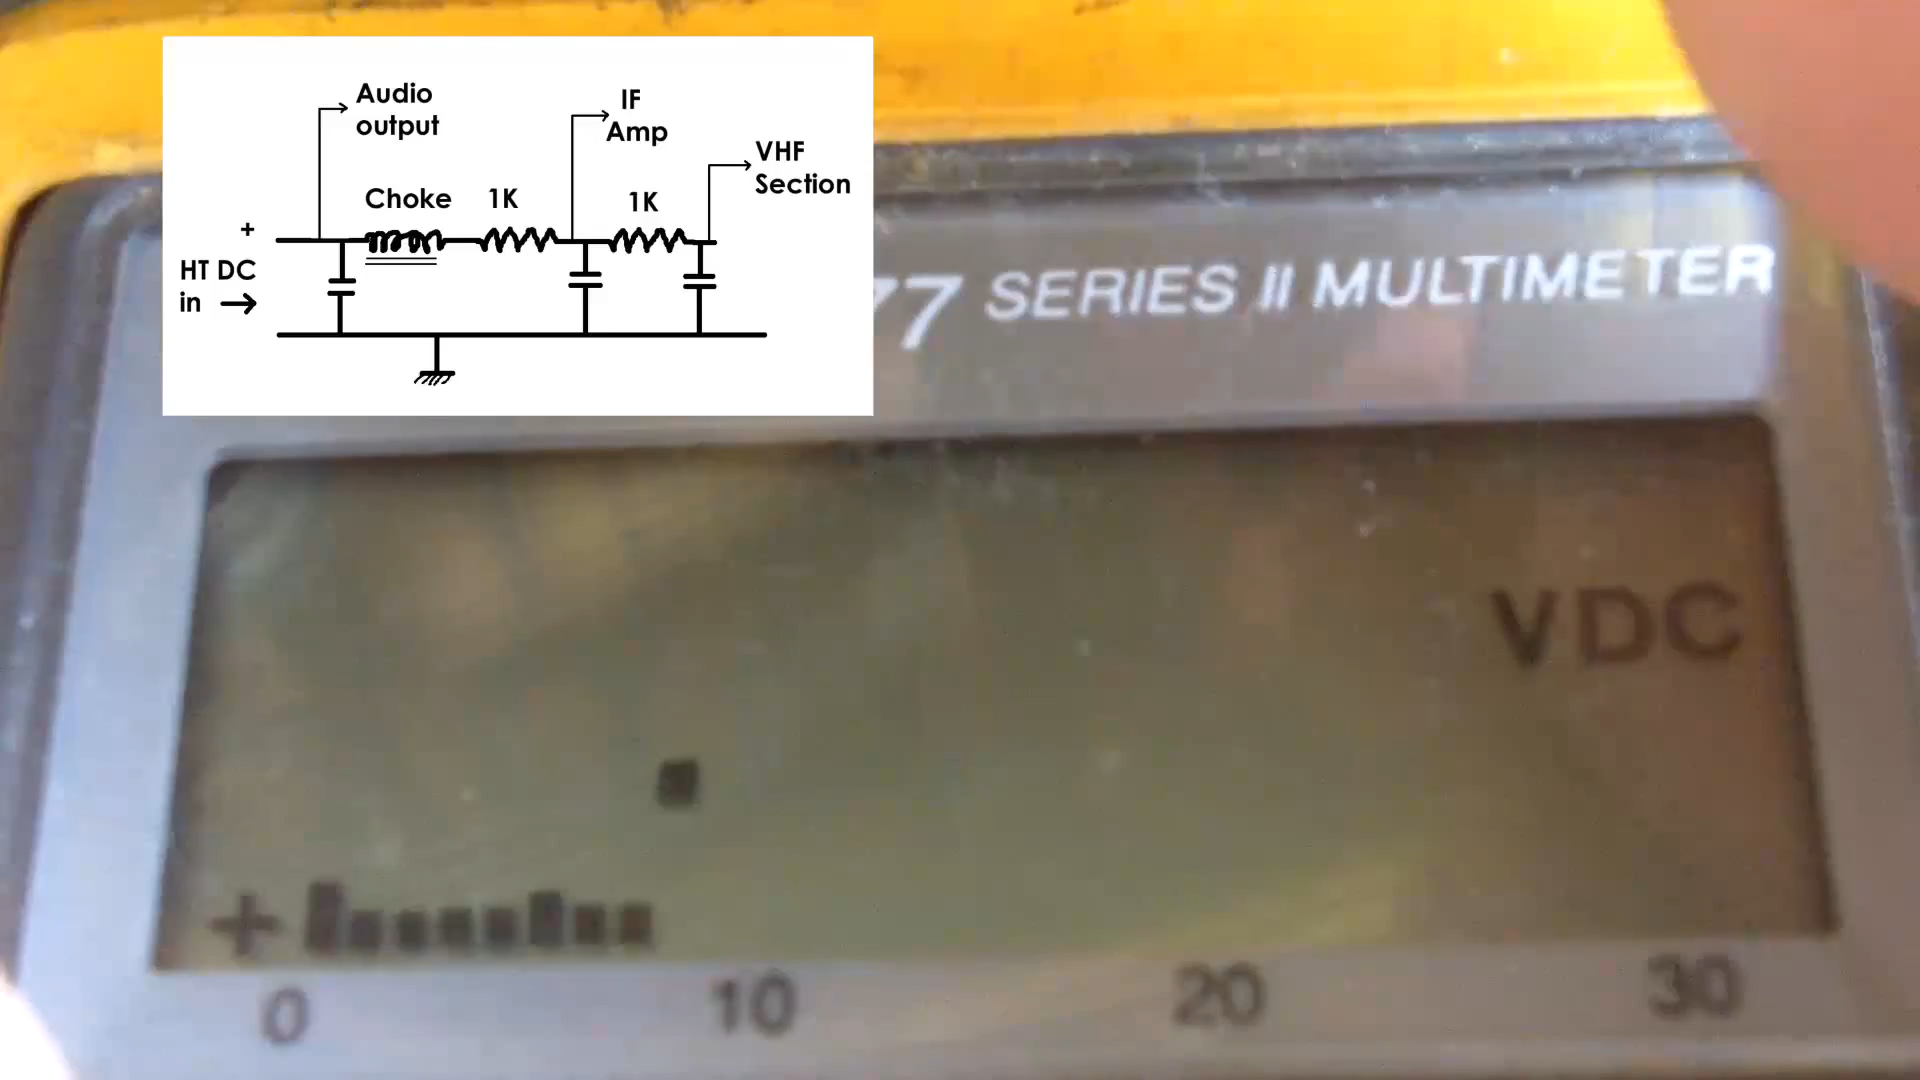 Audio
output
IF
Amp
VHF
Section
Choke
1K
1K
+
HT DC
in
77 SERIES II MULTIMETER
VDC
+
0
10
20
30